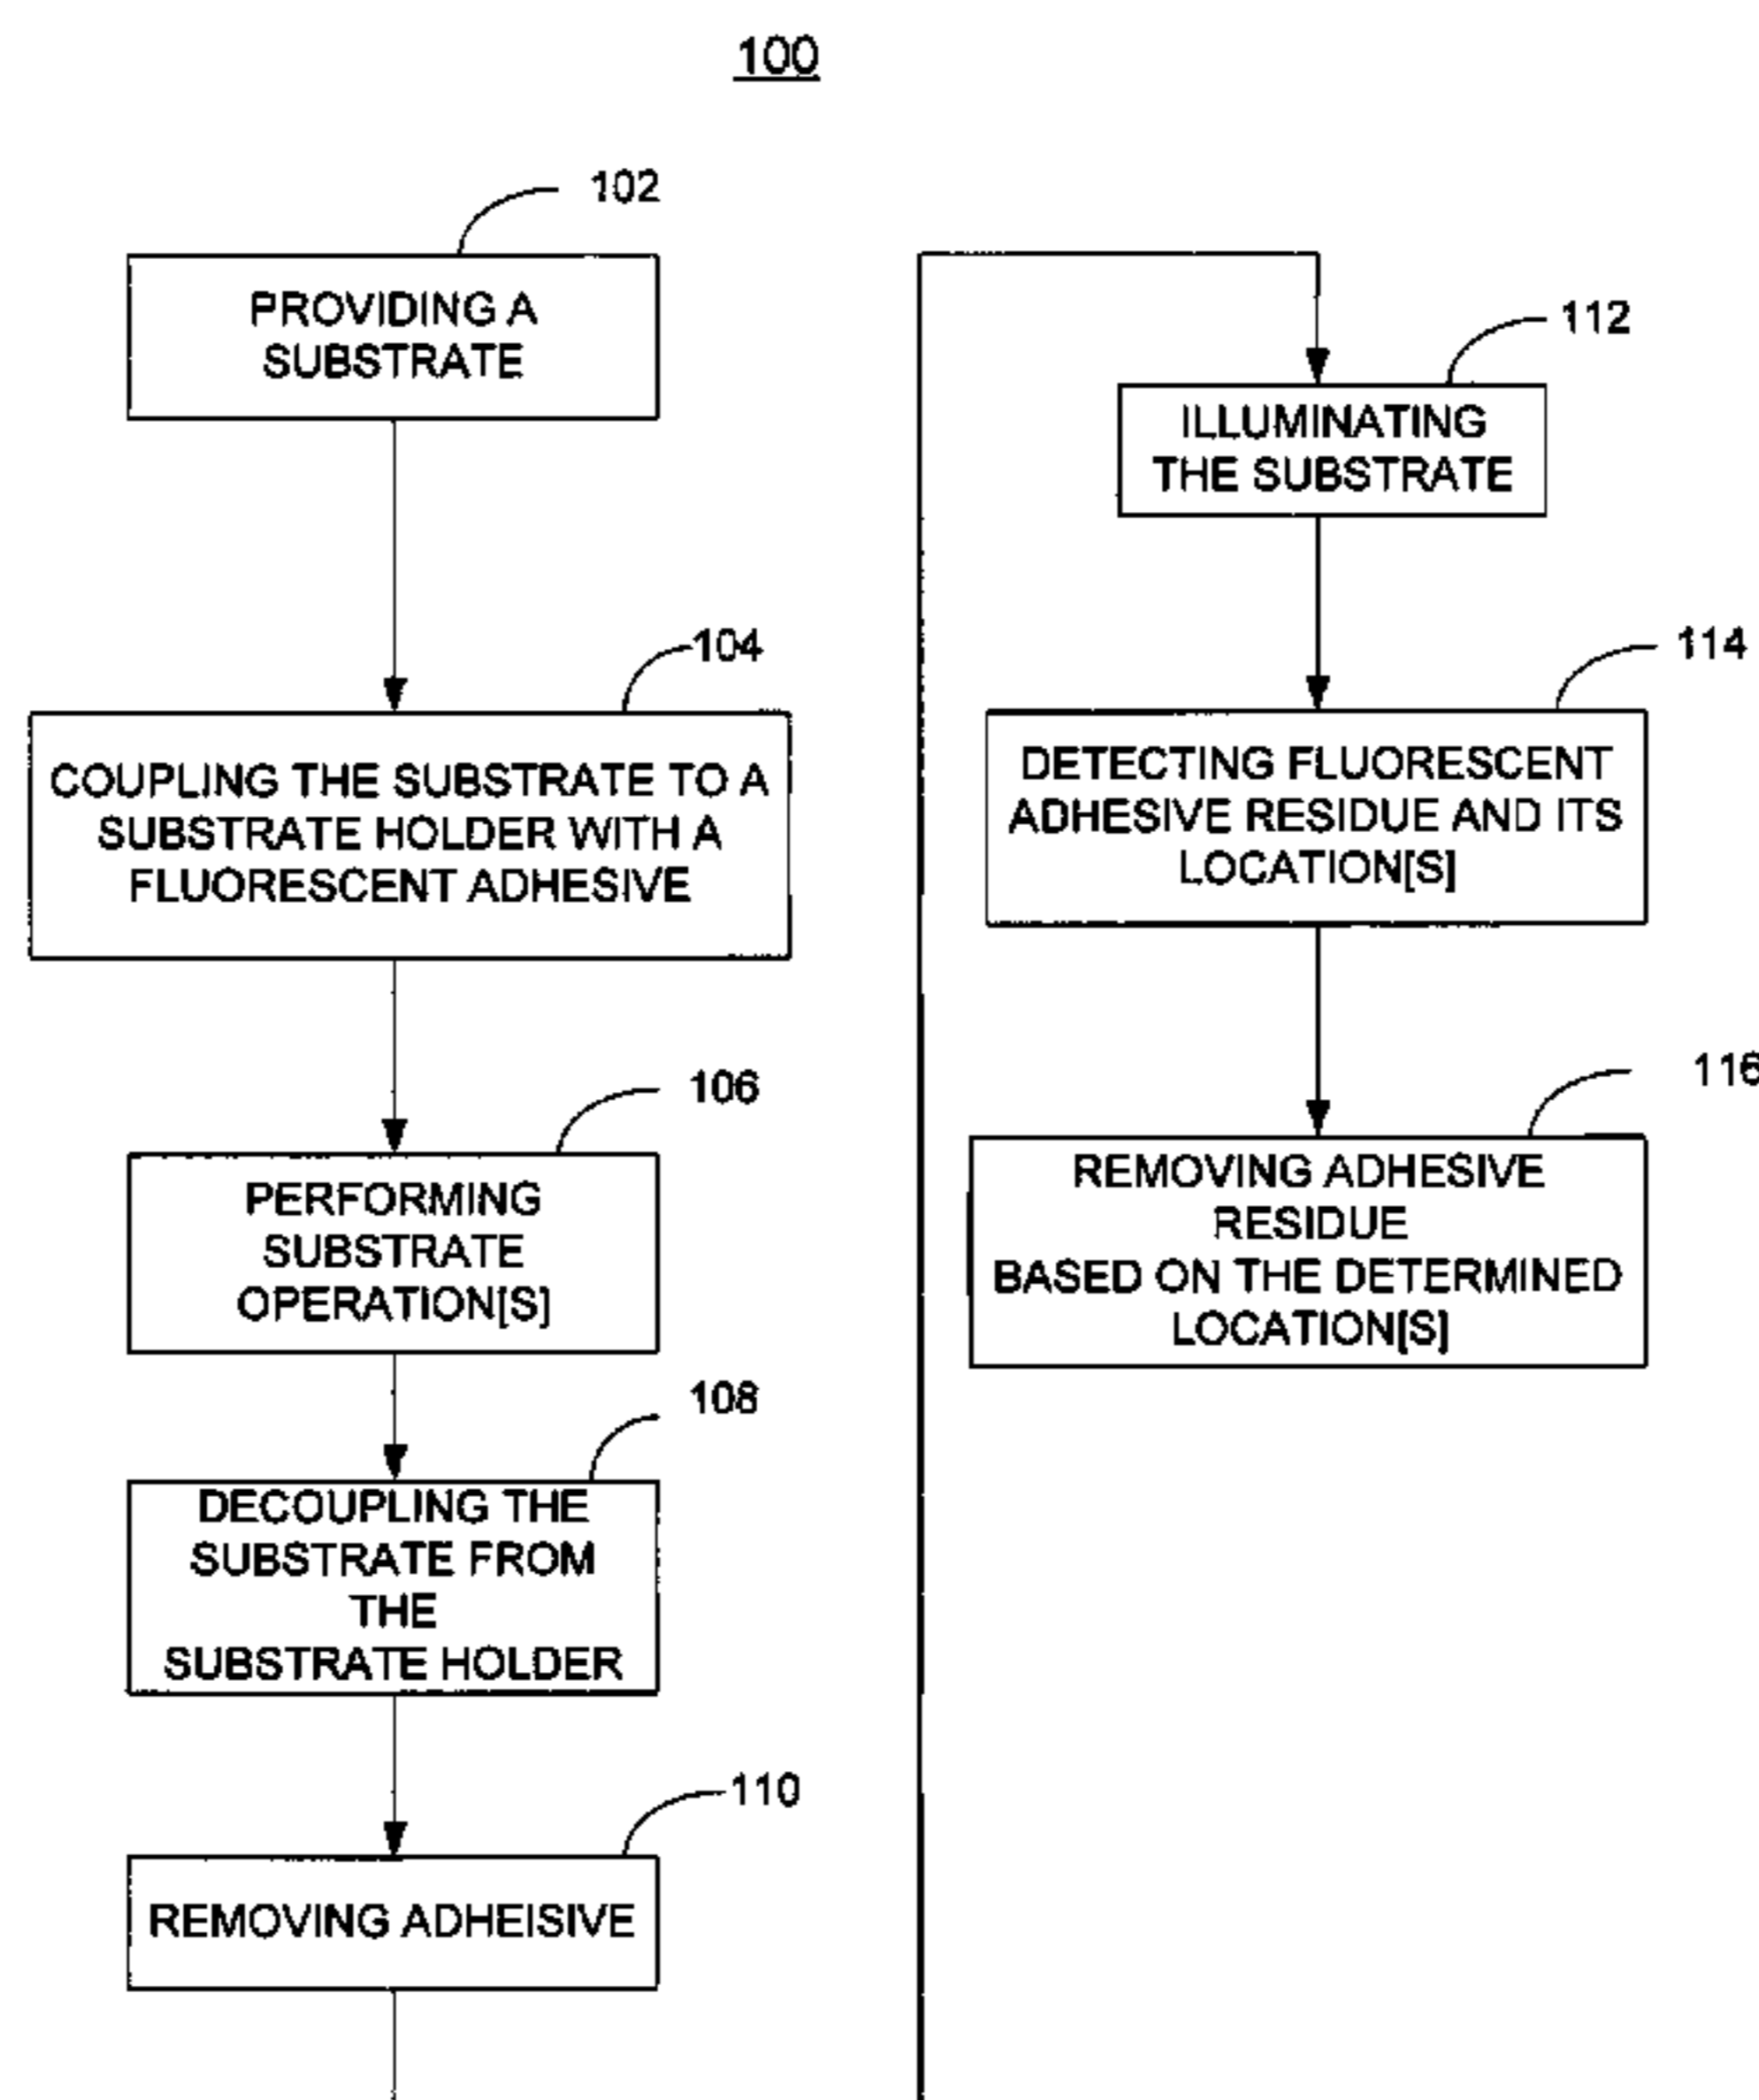 100
102
PROVIDING A
SUBSTRATE
104
COUPLING THE SUBSTRATE TO A
SUBSTRATE HOLDER WITH A
FLUORESCENT ADHESIVE
106
PERFORMING
SUBSTRATE
OPERATION[S]
108
DECOUPLING THE
SUBSTRATE FROM
THE
SUBSTRATE HOLDER
110
REMOVING ADHEISIVE
112
ILLUMINATING
THE SUBSTRATE
114
DETECTING FLUORESCENT
ADHESIVE RESIDUE AND ITS
LOCATION[S]
116
REMOVING ADHESIVE
RESIDUE
BASED ON THE DETERMINED
LOCATION[S]